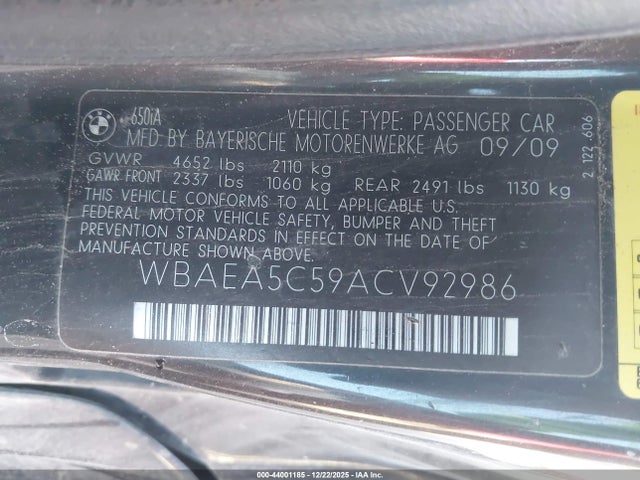 BMW 650iA VEHICLE TYPE: PASSENGER CAR
MFD BY BAYERISCHE MOTORENWERKE AG 09/09
GVWR 4652 lbs 2110 kg
GAWR FRONT 2337 lbs 1060 kg REAR 2491 lbs 1130 kg
THIS VEHICLE CONFORMS TO ALL APPLICABLE U.S.
FEDERAL MOTOR VEHICLE SAFETY, BUMPER AND THEFT
PREVENTION STANDARDS IN EFFECT ON THE DATE OF
MANUFACTURE SHOWN ABOVE.
WBAEA5C59ACV92986
2 122 606
000-44001165 - 12/22/2025 - IAA Inc.